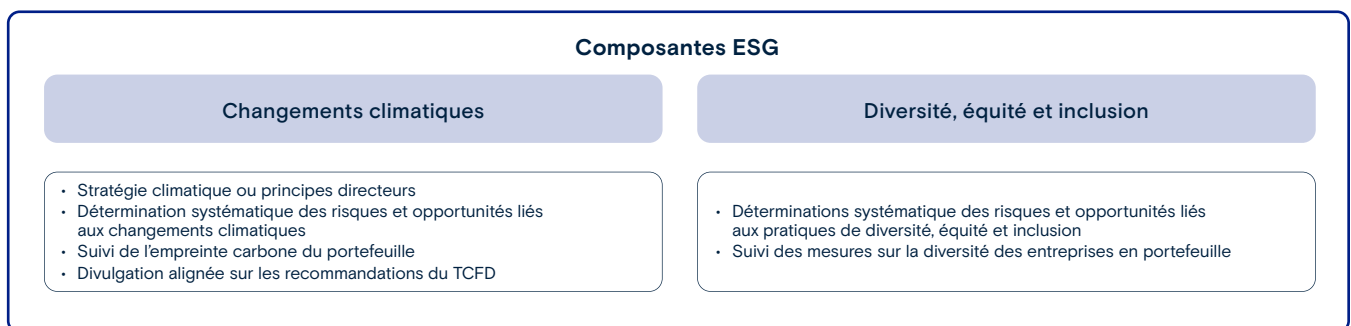 Composantes ESG
Changements climatiques
Diversité, équité et inclusion
• Stratégie climatique ou principes directeurs
• Détermination systématique des risques et opportunités liés
aux changements climatiques
• Suivi de l’empreinte carbone du portefeuille
• Divulgation alignée sur les recommandations du TCFD
• Déterminations systématique des risques et opportunités liés
aux pratiques de diversité, équité et inclusion
• Suivi des mesures sur la diversité des entreprises en portefeuille